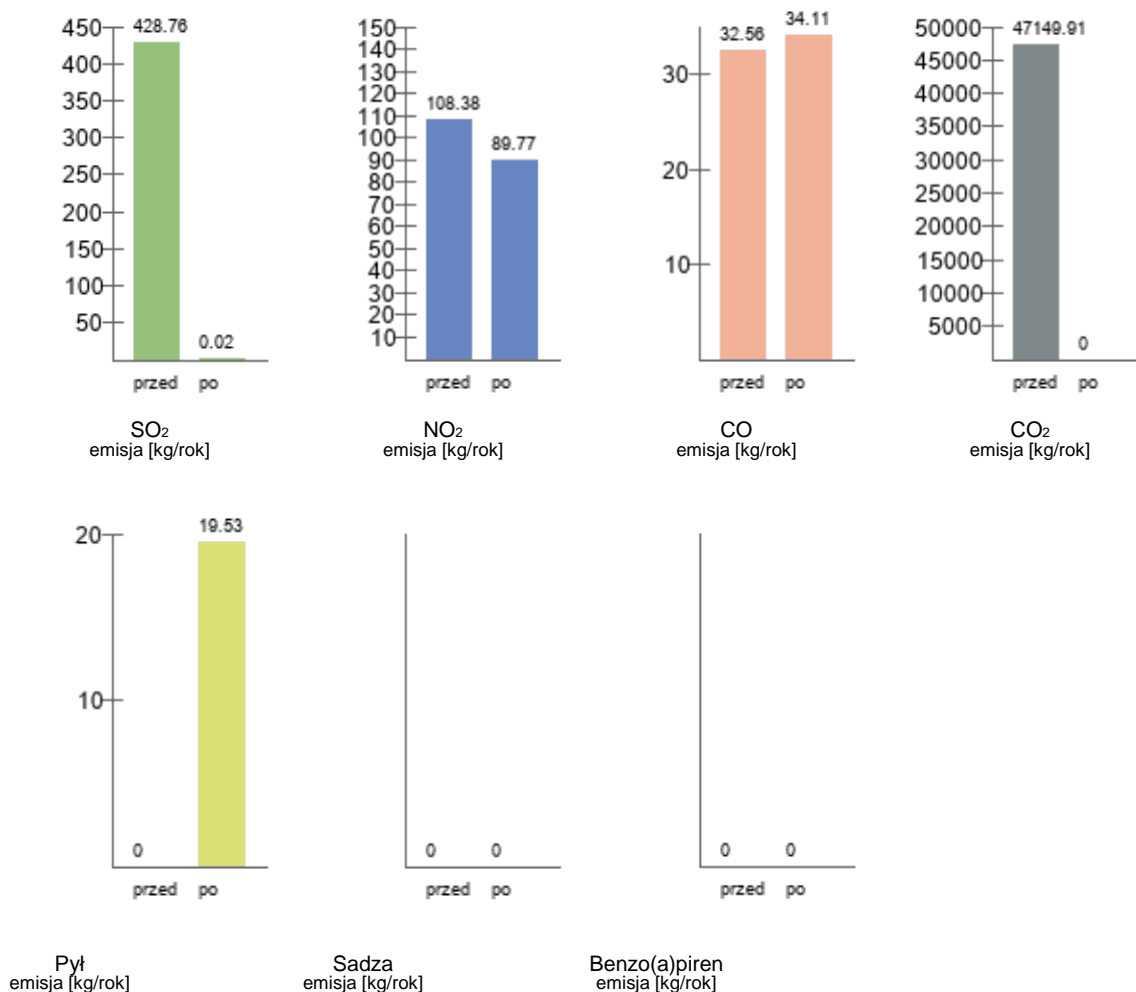 450
400
350
300
250
200
150
100
50
428.76
0.02
przed po
SO2
emisja [kg/rok]
150
140
130
120
110
100
90
80
70
60
50
40
30
20
10
108.38
89.77
przed po
NO2
emisja [kg/rok]
30
20
10
32.56
34.11
przed po
CO
emisja [kg/rok]
50000
45000
40000
35000
30000
25000
20000
15000
10000
5000
47149.91
0
przed po
CO2
emisja [kg/rok]
20
10
0
19.53
przed po
Pył
emisja [kg/rok]
0 0
przed po
Sadza
emisja [kg/rok]
0 0
przed po
Benzo(a)piren
emisja [kg/rok]